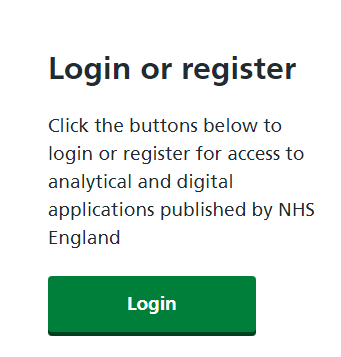 Login or register
Click the buttons below to
login or register for access to
analytical and digital
applications published by NHS
England
Login